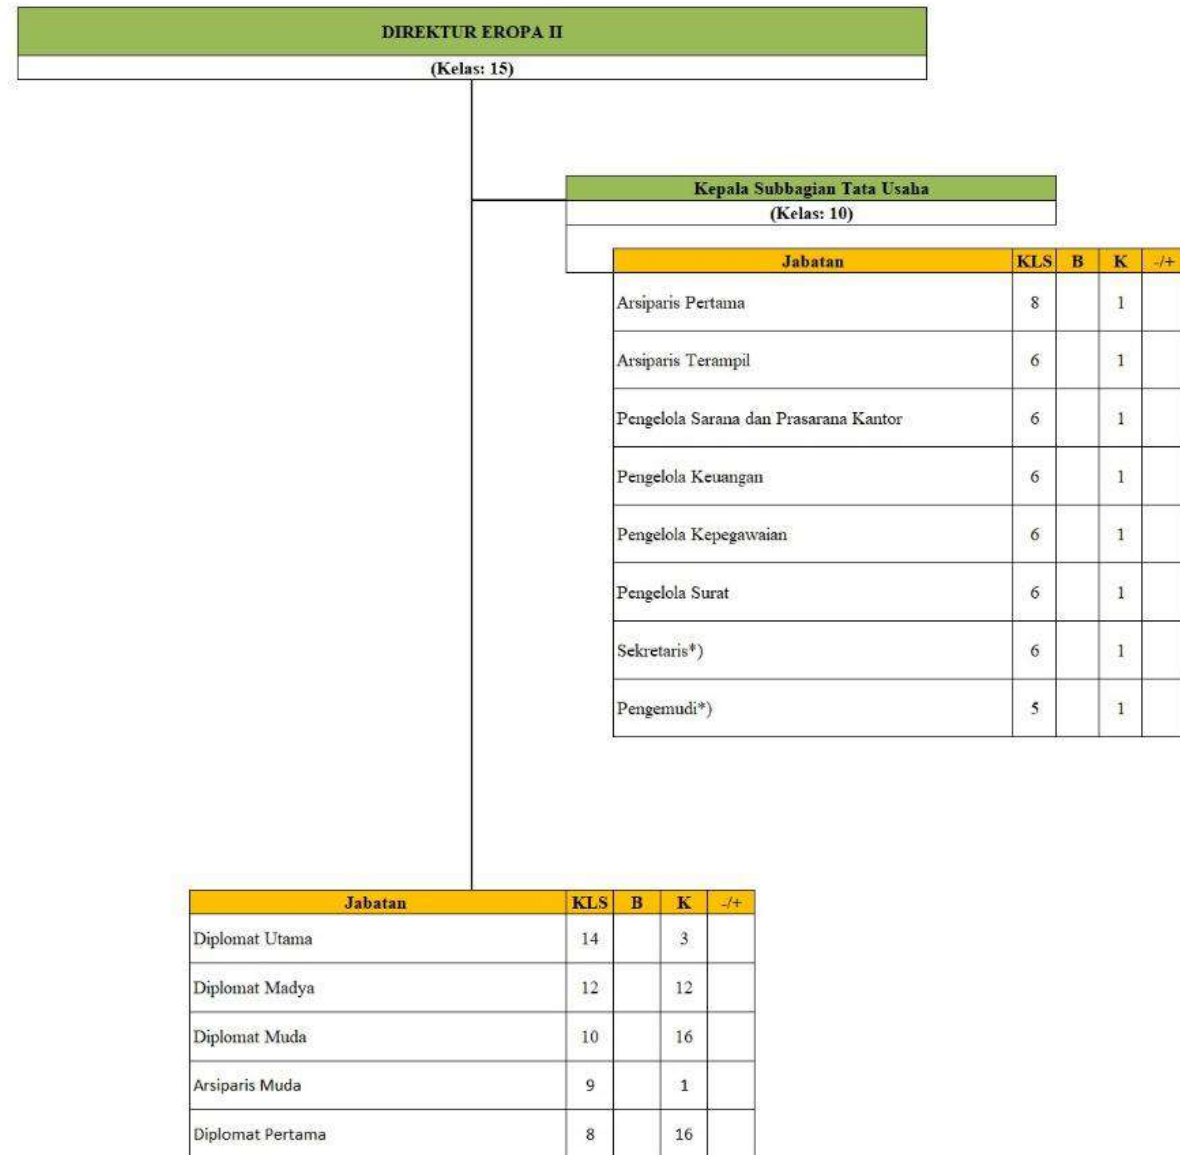 DIREKTUR EROPA II
(Kelas: 15)
Kepala Subbagian Tata Usaha
(Kelas: 10)
Jabatan KLS B K -/+
Arsiparis Pertama 8 1
Arsiparis Terampil 6 1
Pengelola Sarana dan Prasarana Kantor 6 1
Pengelola Keuangan 6 1
Pengelola Kepegawaian 6 1
Pengelola Surat 6 1
Sekretaris*) 6 1
Pengemudi*) 5 1
Jabatan KLS B K -/+
Diplomat Utama 14 3
Diplomat Madya 12 12
Diplomat Muda 10 16
Arsiparis Muda 9 1
Diplomat Pertama 8 16